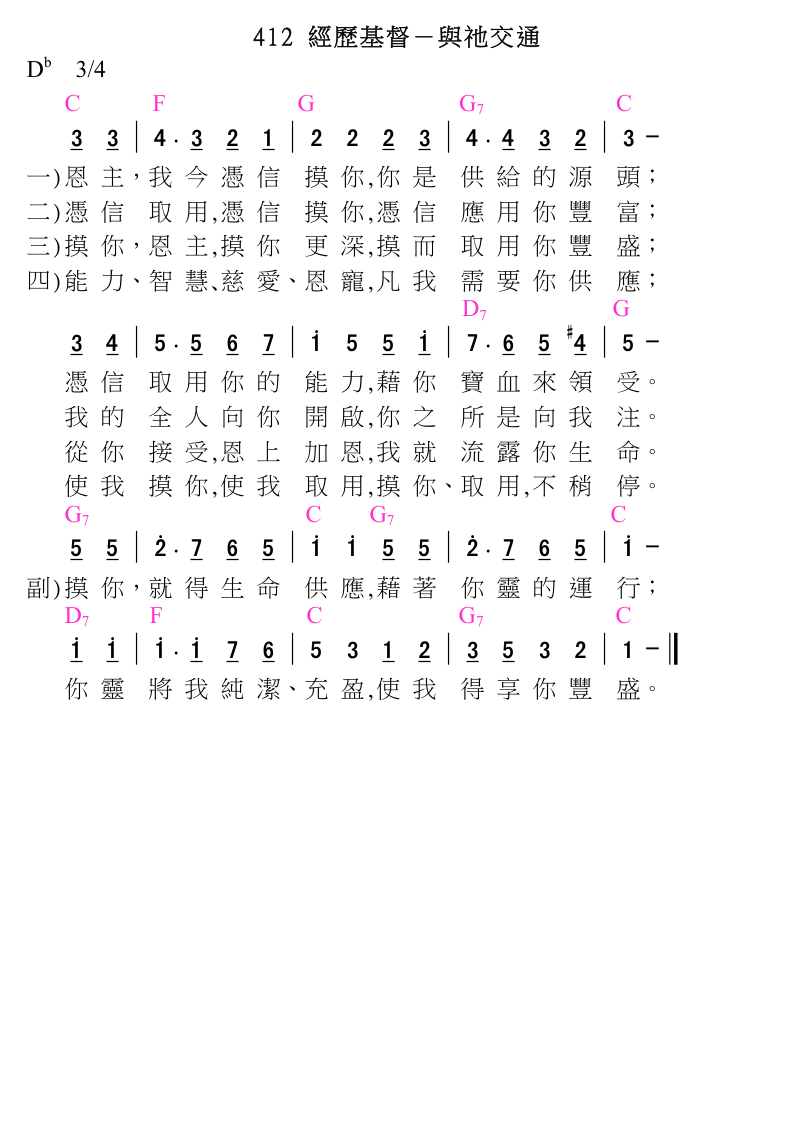 412 經歷基督－與祂交通
Dᵇ 3/4
C F G G₇ C
3 3 | 4 . 3 2 1 | 2 2 2 3 | 4 . 4 3 2 | 3 －
一)恩主，我今憑信摸你,你是供給的源頭；
二)憑信取用,憑信摸你,憑信應用你豐富；
三)摸你，恩主,摸你更深,摸而取用你豐盛；
四)能力、智慧、慈愛、恩寵,凡我需要你供應；
D₇ G
3 4 | 5 . 5 6 7 | i 5 5 i | 7 . 6 5 ♯4 | 5 －
憑信取用你的能力,藉你寶血來領受。
我的全人向你開啟,你之所是向我注。
從你接受,恩上加恩,我就流露你生命。
使我摸你,使我取用,摸你、取用,不稍停。
G₇ C G₇ C
5 5 | 2̇ . 7 6 5 | i i 5 5 | 2̇ . 7 6 5 | i －
副)摸你，就得生命供應,藉著你靈的運行；
D₇ F C G₇ C
i i | i . i 7 6 | 5 3 1 2 | 3 5 3 2 | 1 － ‖
你靈將我純潔、充盈,使我得享你豐盛。